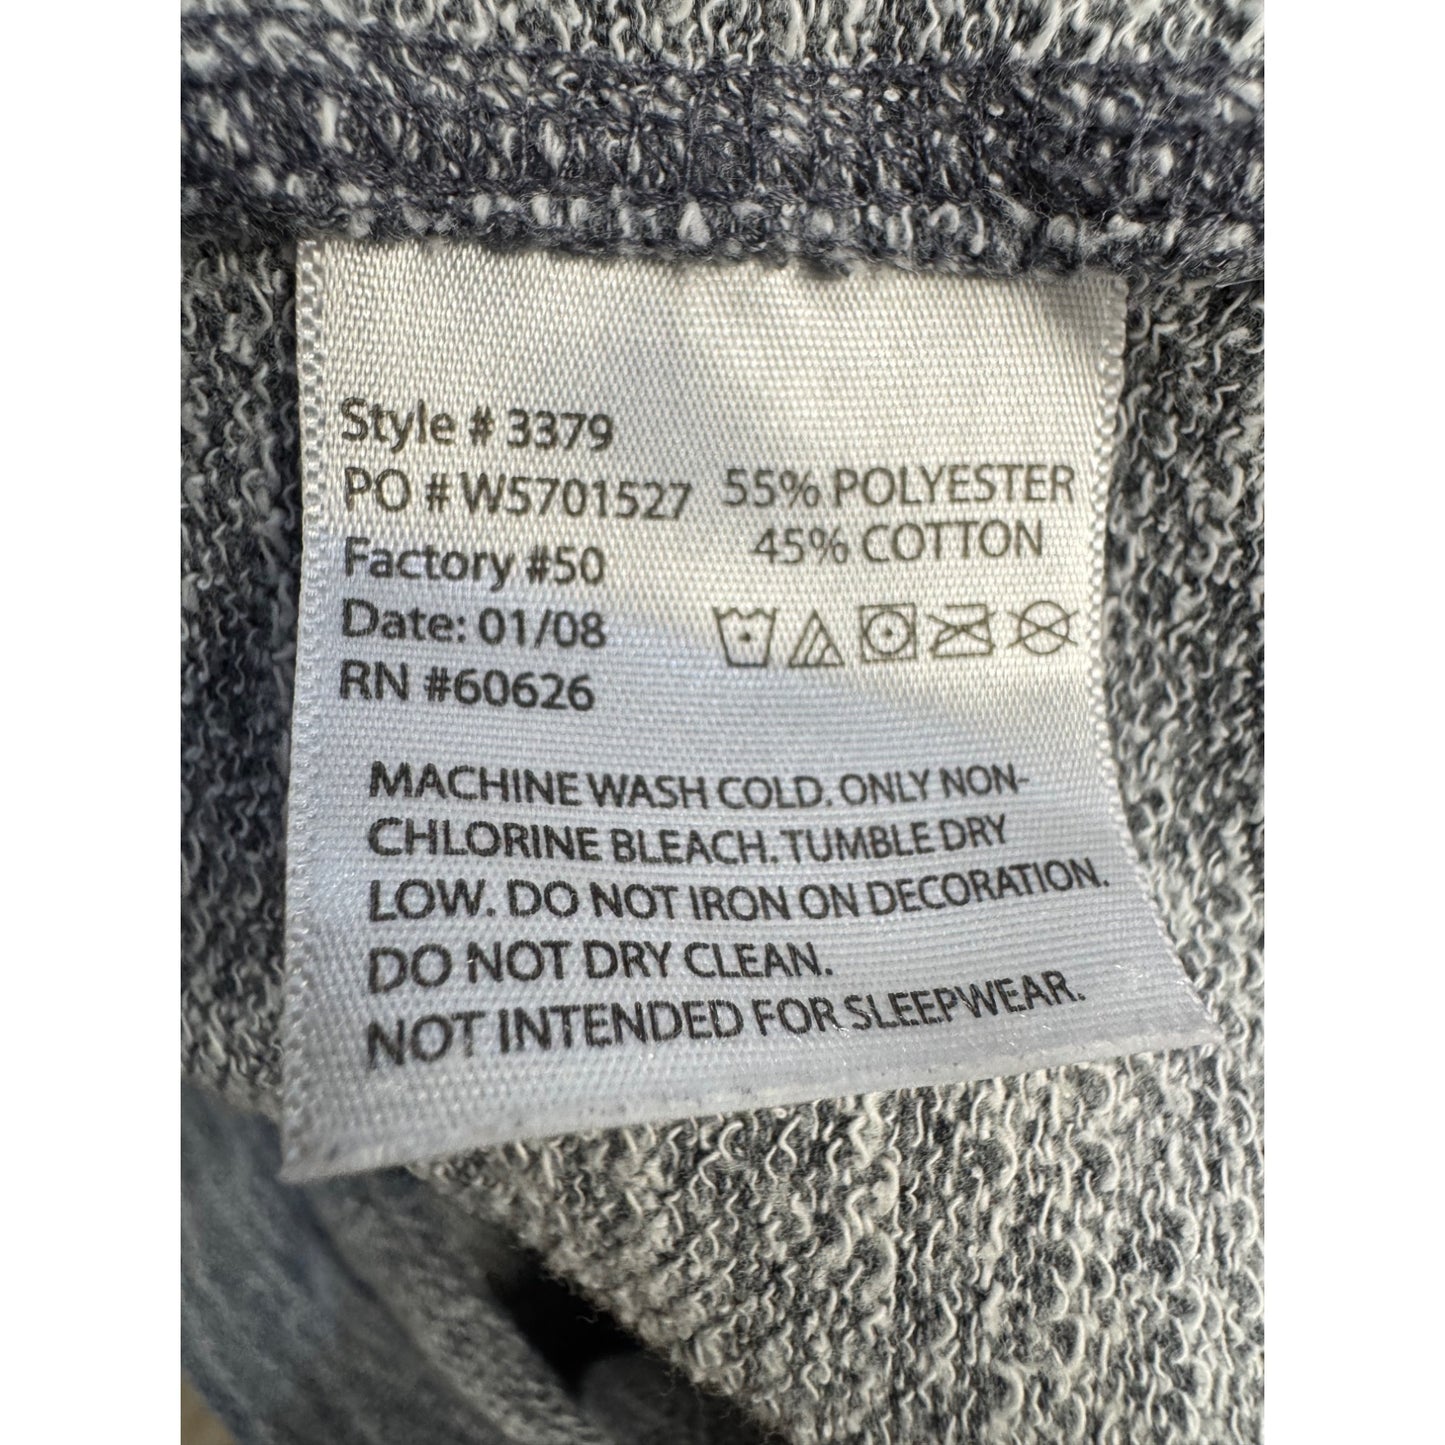 Style # 3379
PO # W5701527
Factory #50
Date: 01/08
RN #60626
55% POLYESTER
45% COTTON
MACHINE WASH COLD. ONLY NON-
CHLORINE BLEACH. TUMBLE DRY
LOW. DO NOT IRON ON DECORATION.
DO NOT DRY CLEAN.
NOT INTENDED FOR SLEEPWEAR.